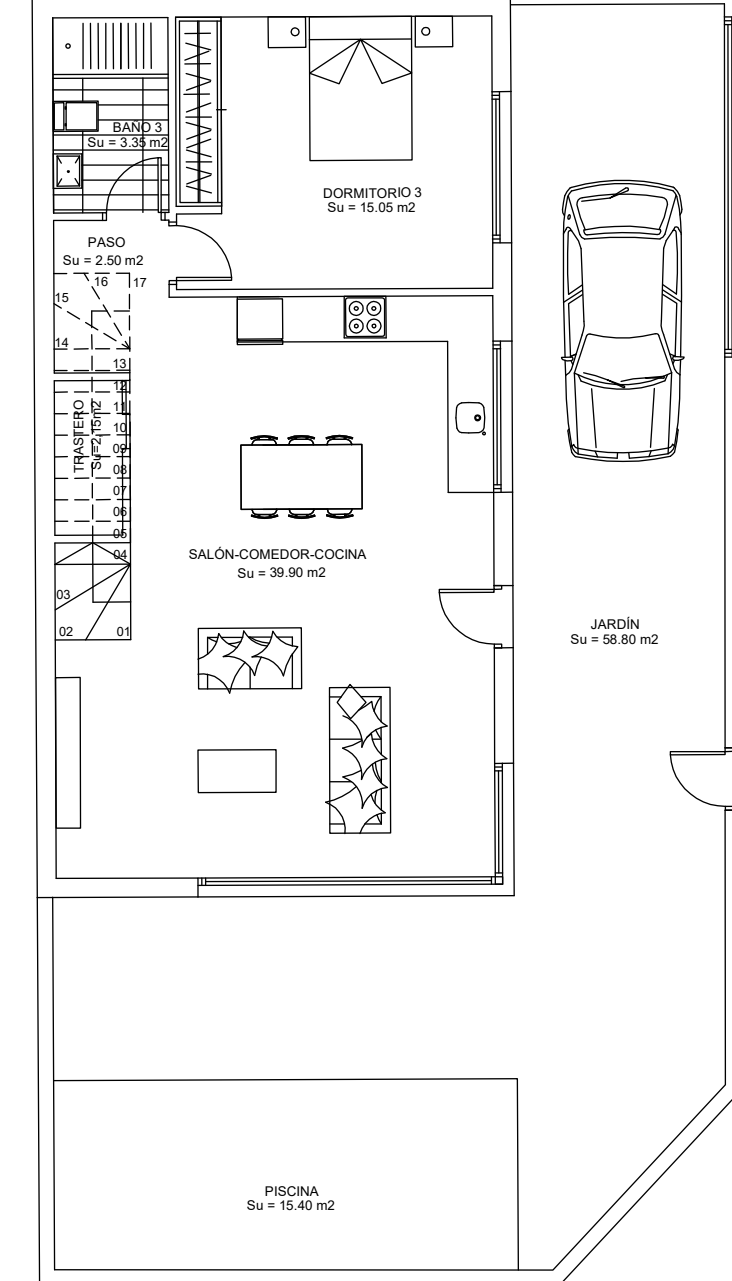 BAÑO 3
Su = 3.35 m2
DORMITORIO 3
Su = 15.05 m2
PASO
Su = 2.50 m2
16
17
15
14
13
12
11
10
09
08
07
06
05
04
03
02
01
TRASTERO
Su=2.15m2
SALÓN-COMEDOR-COCINA
Su = 39.90 m2
JARDÍN
Su = 58.80 m2
PISCINA
Su = 15.40 m2